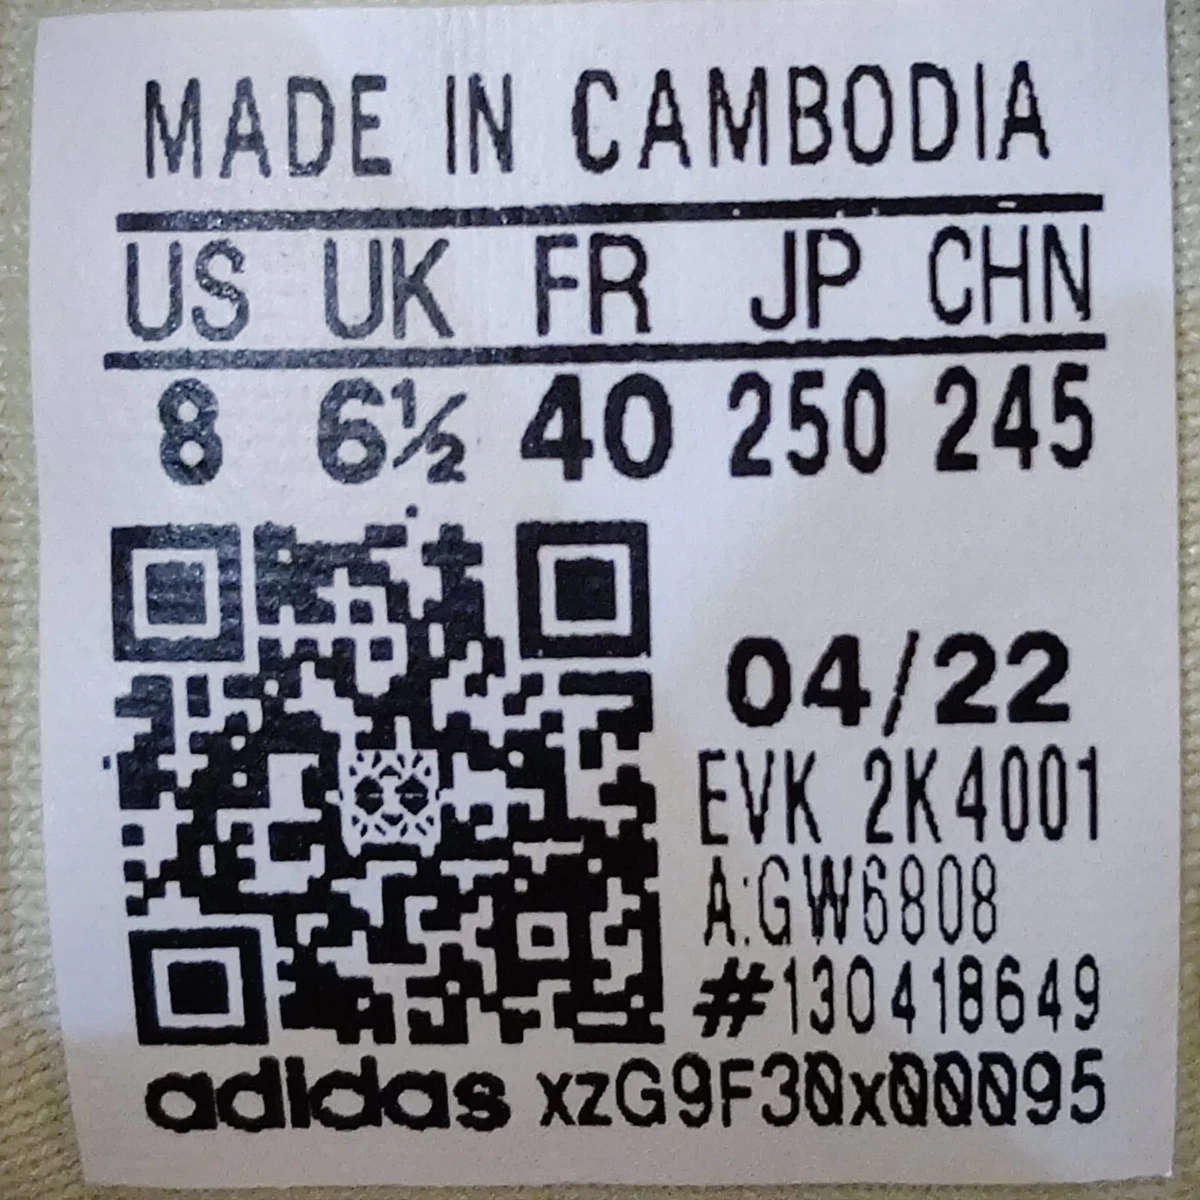 MADE IN CAMBODIA
US UK FR JP CHN
8 6½ 40 250 245
04/22
EVK 2K4001
A:GW6808
#130418649
adidas xzG9F30x00095